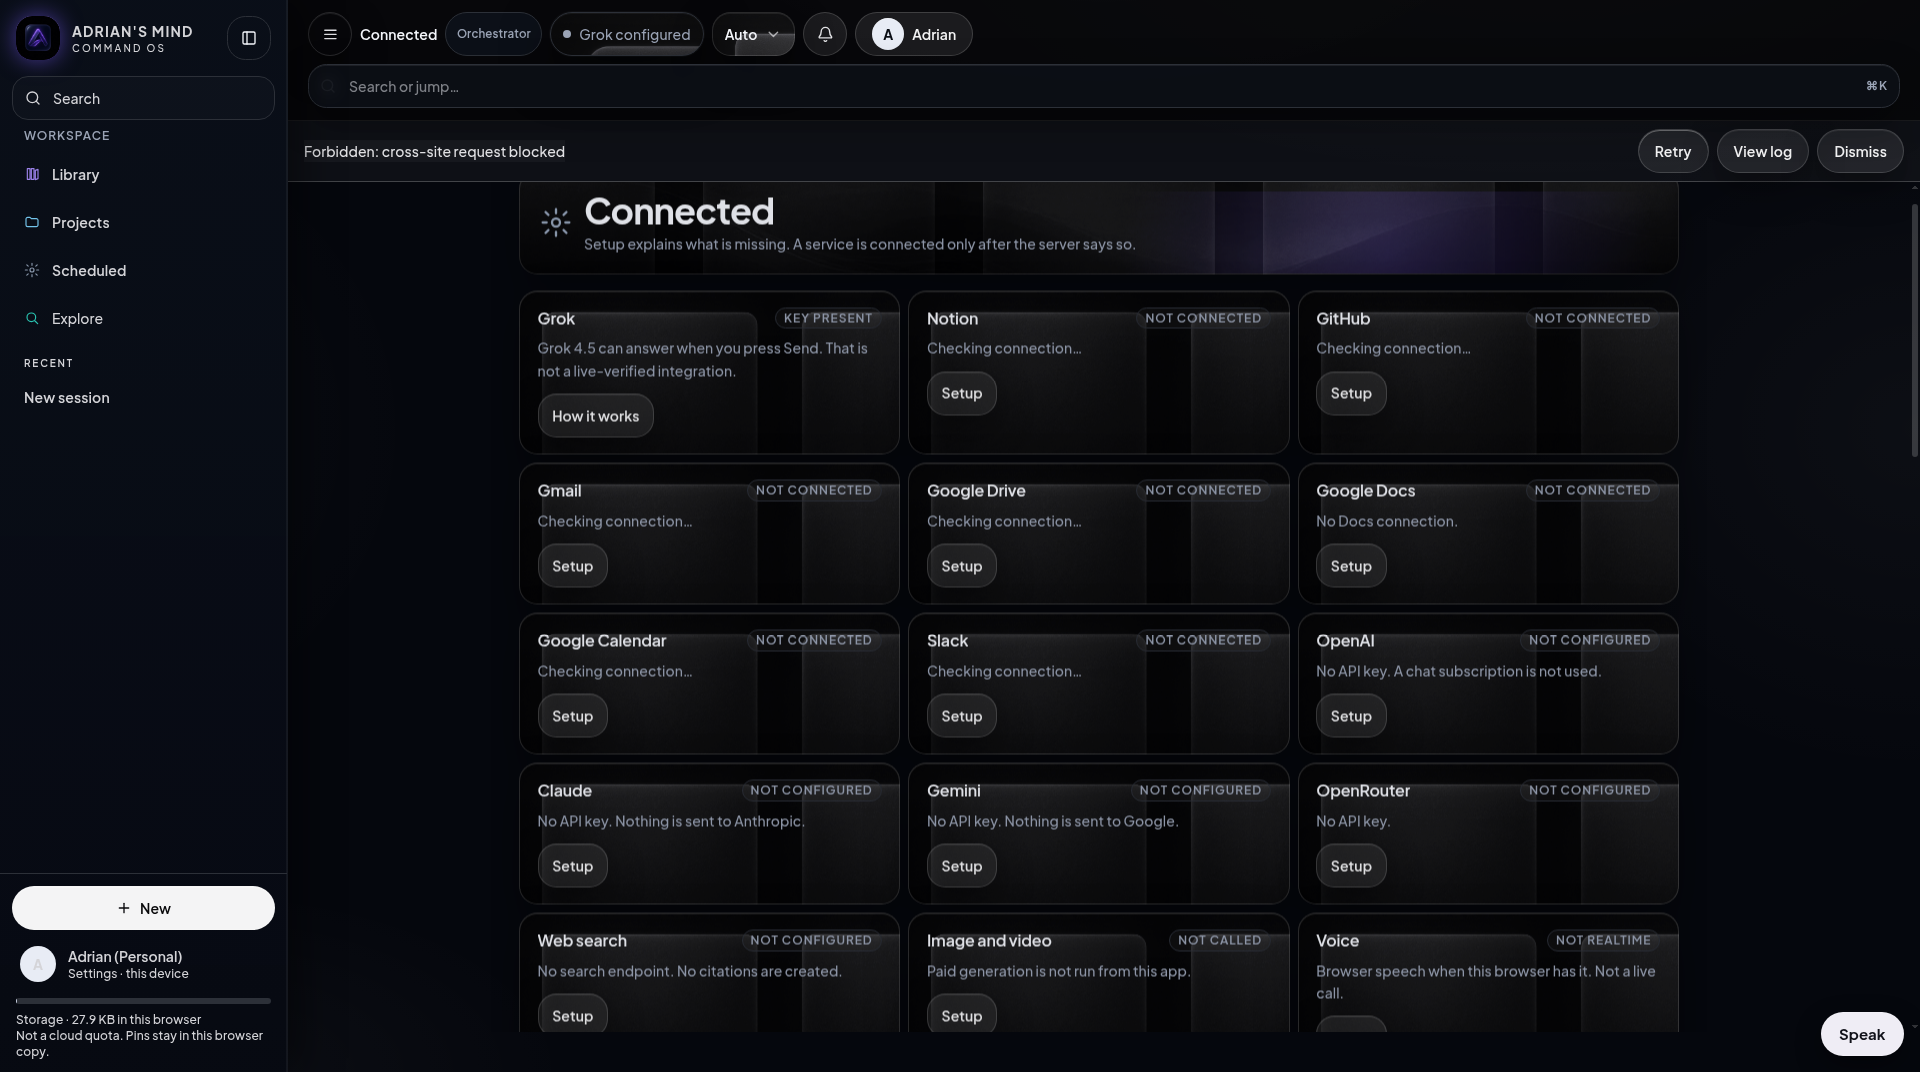 ADRIAN'S MIND
COMMAND OS
Search
WORKSPACE
Library
Projects
Scheduled
Explore
RECENT
New session
New
A
Adrian (Personal)
Settings · this device
Storage · 27.9 KB in this browser
Not a cloud quota. Pins stay in this browser
copy.
Connected
Orchestrator
Grok configured
Auto
A
Adrian
Search or jump…
⌘K
Forbidden: cross-site request blocked
Retry
View log
Dismiss
Connected
Setup explains what is missing. A service is connected only after the server says so.
Grok
KEY PRESENT
Grok 4.5 can answer when you press Send. That is
not a live-verified integration.
How it works
Notion
NOT CONNECTED
Checking connection…
Setup
GitHub
NOT CONNECTED
Checking connection…
Setup
Gmail
NOT CONNECTED
Checking connection…
Setup
Google Drive
NOT CONNECTED
Checking connection…
Setup
Google Docs
NOT CONNECTED
No Docs connection.
Setup
Google Calendar
NOT CONNECTED
Checking connection…
Setup
Slack
NOT CONNECTED
Checking connection…
Setup
OpenAI
NOT CONFIGURED
No API key. A chat subscription is not used.
Setup
Claude
NOT CONFIGURED
No API key. Nothing is sent to Anthropic.
Setup
Gemini
NOT CONFIGURED
No API key. Nothing is sent to Google.
Setup
OpenRouter
NOT CONFIGURED
No API key.
Setup
Web search
NOT CONFIGURED
No search endpoint. No citations are created.
Setup
Image and video
NOT CALLED
Paid generation is not run from this app.
Setup
Voice
NOT REALTIME
Browser speech when this browser has it. Not a live
call.
Speak